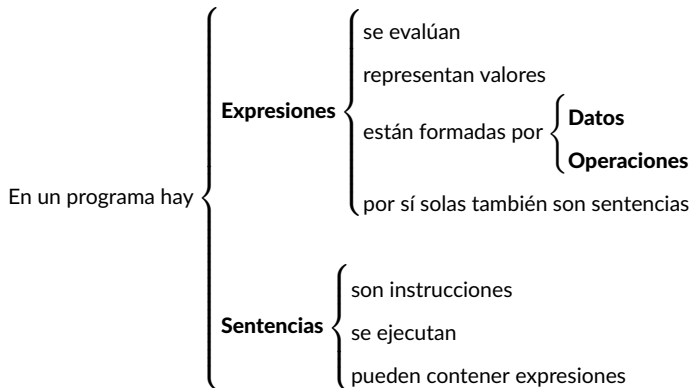 En un programa hay
Expresiones
se evalúan
representan valores
están formadas por
Datos
Operaciones
por sí solas también son sentencias
Sentencias
son instrucciones
se ejecutan
pueden contener expresiones